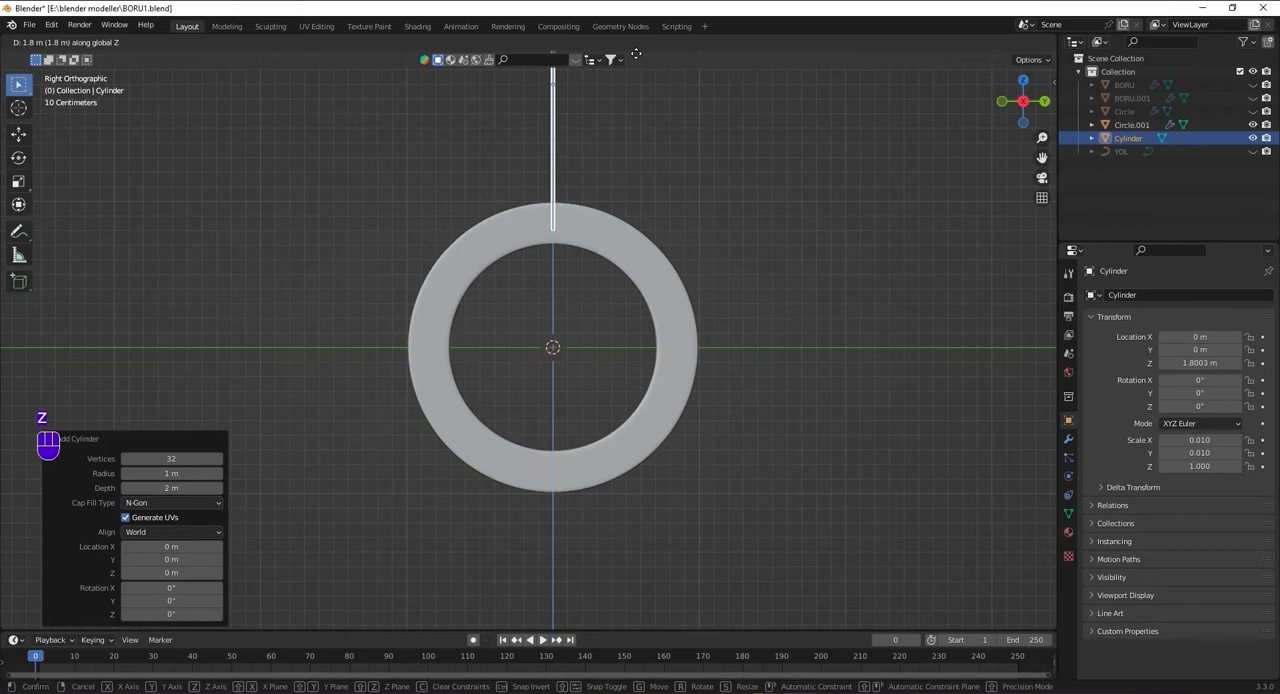 Blender* [E:\blender modeller\BORU1.blend]
File Edit Render Window Help Layout Modeling Sculpting UV Editing Texture Paint Shading Animation Rendering Compositing Geometry Nodes Scripting + Scene ViewLayer
D: 1.8 m (1.8 m) along global Z
Options
Right Orthographic
(0) Collection | Cylinder
10 Centimeters
Z
Y
X
Scene Collection
Collection
BORU
BORU.001
Circle
Circle.001
Cylinder
YOL
Cylinder
Cylinder
Transform
Location X 0 m
Y 0 m
Z 1.8003 m
Rotation X 0°
Y 0°
Z 0°
Mode XYZ Euler
Scale X 0.010
Y 0.010
Z 1.000
Delta Transform
Relations
Collections
Instancing
Motion Paths
Visibility
Viewport Display
Line Art
Custom Properties
Z
dd Cylinder
Vertices 32
Radius 1 m
Depth 2 m
Cap Fill Type N-Gon
Generate UVs
Align World
Location X 0 m
Y 0 m
Z 0 m
Rotation X 0°
Y 0°
Z 0°
Playback Keying View Marker 0 Start 1 End 250
0 10 20 30 40 50 60 70 80 90 100 110 120 130 140 150 160 170 180 190 200 210 220 230 240 250
Confirm Cancel X X Axis Y Y Axis Z Z Axis X X Plane Y Y Plane Z Z Plane C Clear Constraints Snap Invert Snap Toggle G Move R Rotate S Resize Automatic Constraint Automatic Constraint Plane Precision Mode 3.3.0